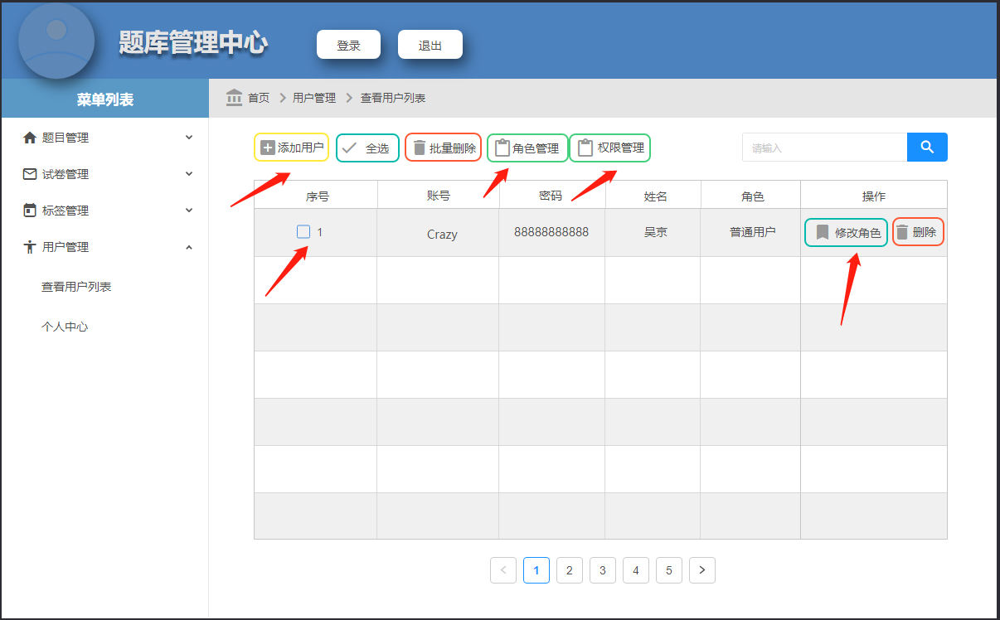 题库管理中心
登录
退出
菜单列表
首页
用户管理
查看用户列表
题目管理
试卷管理
标签管理
用户管理
查看用户列表
个人中心
添加用户
全选
批量删除
角色管理
权限管理
请输入
序号
账号
密码
姓名
角色
操作
1
Crazy
88888888888
吴京
普通用户
修改角色
删除
<
1
2
3
4
5
>